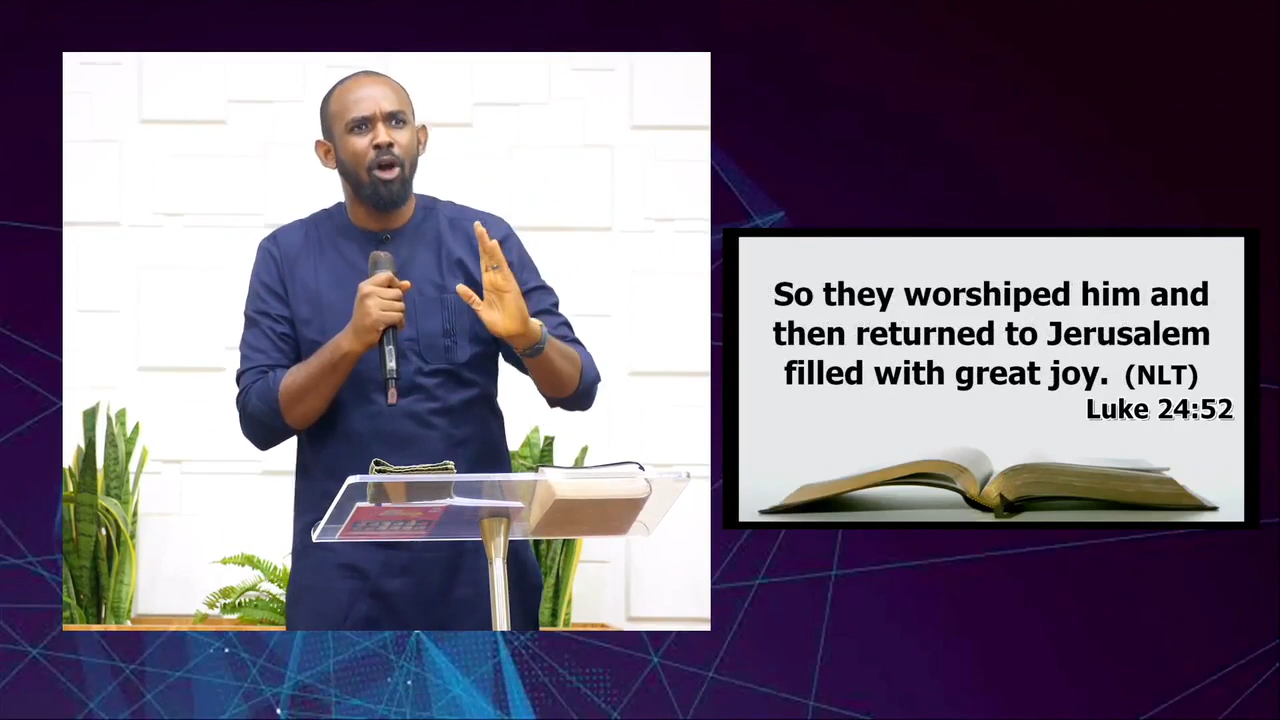 So they worshiped him and
then returned to Jerusalem
filled with great joy. (NLT)
Luke 24:52